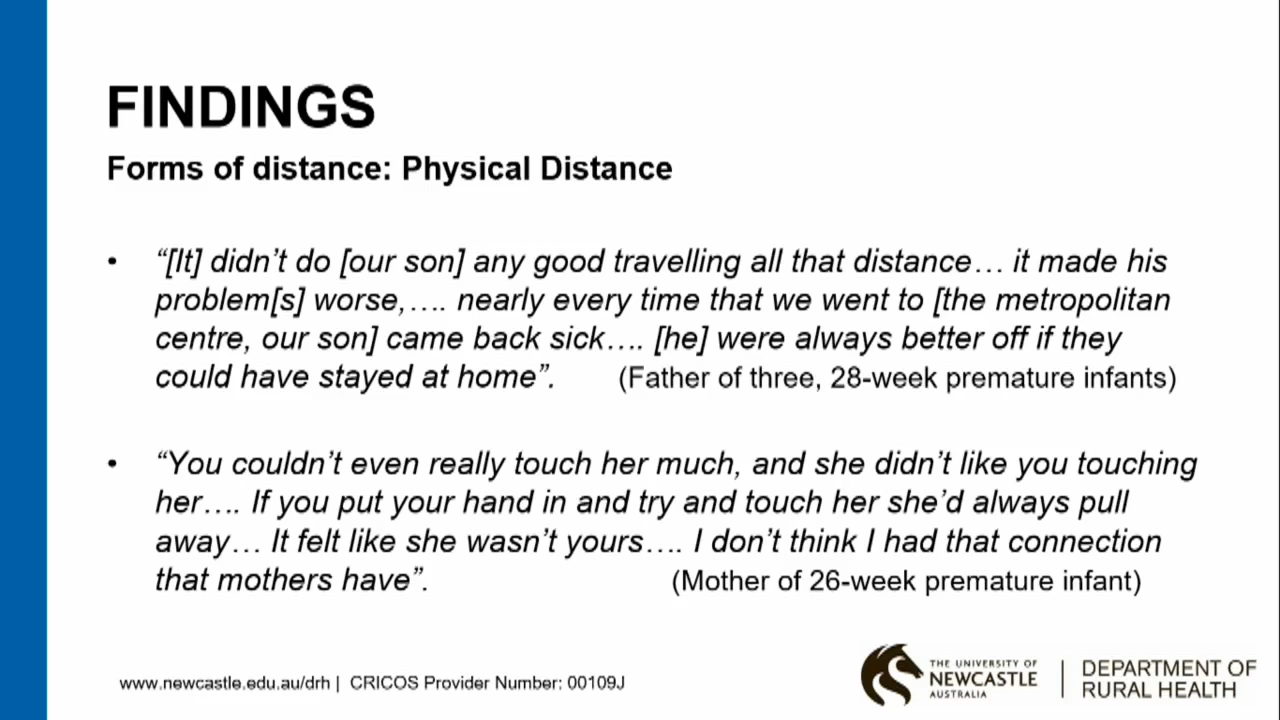 FINDINGS
Forms of distance: Physical Distance
• “[It] didn’t do [our son] any good travelling all that distance… it made his
problem[s] worse,…. nearly every time that we went to [the metropolitan
centre, our son] came back sick…. [he] were always better off if they
could have stayed at home”. (Father of three, 28-week premature infants)
• “You couldn’t even really touch her much, and she didn’t like you touching
her…. If you put your hand in and try and touch her she’d always pull
away… It felt like she wasn’t yours…. I don’t think I had that connection
that mothers have”. (Mother of 26-week premature infant)
www.newcastle.edu.au/drh | CRICOS Provider Number: 00109J
THE UNIVERSITY OF
NEWCASTLE
AUSTRALIA
DEPARTMENT OF
RURAL HEALTH